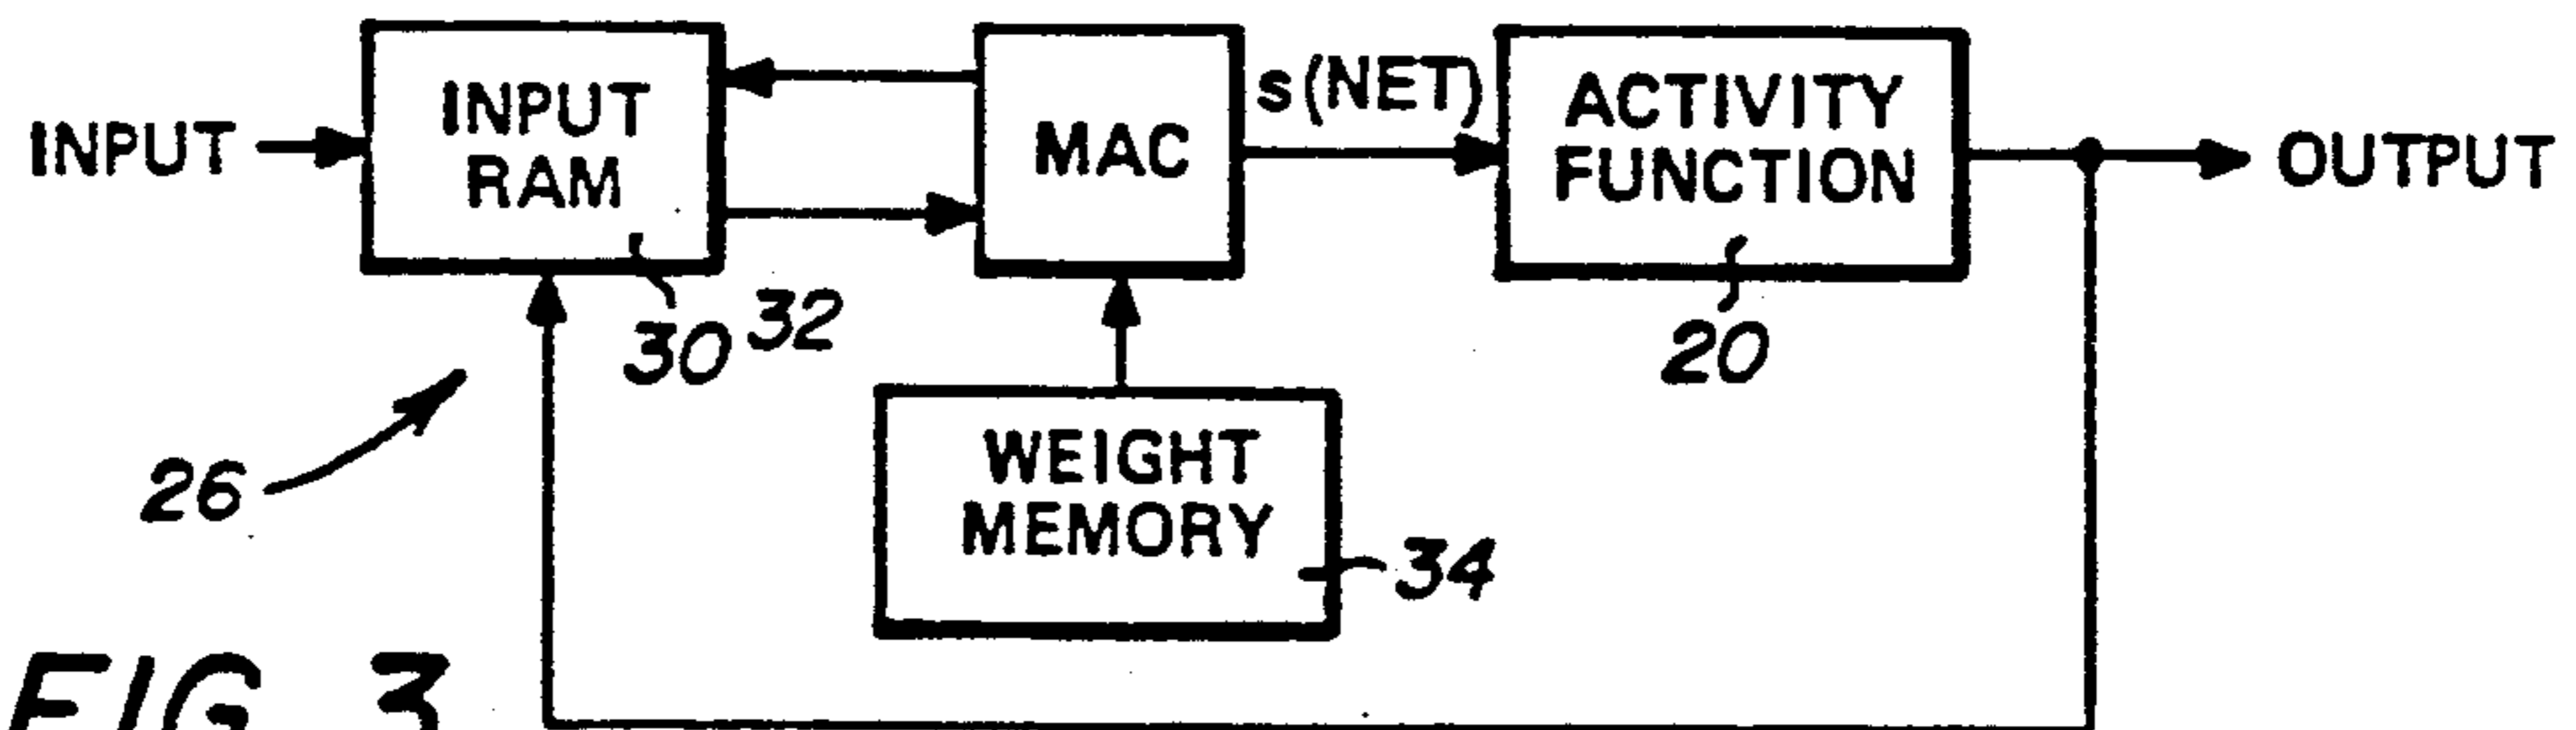 INPUT
INPUT
RAM
MAC
s(NET)
ACTIVITY
FUNCTION
OUTPUT
30
32
20
26
WEIGHT
MEMORY
34
FIG. 3